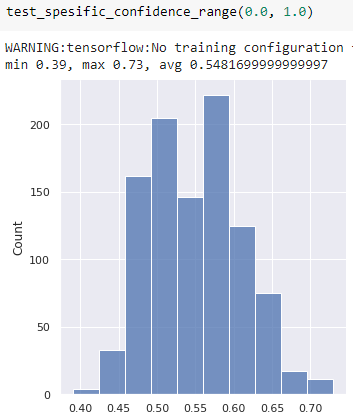 test_spesific_confidence_range(0.0, 1.0)
WARNING:tensorflow:No training configuration
min 0.39, max 0.73, avg 0.5481699999999997
200
150
100
50
0
Count
0.40 0.45 0.50 0.55 0.60 0.65 0.70